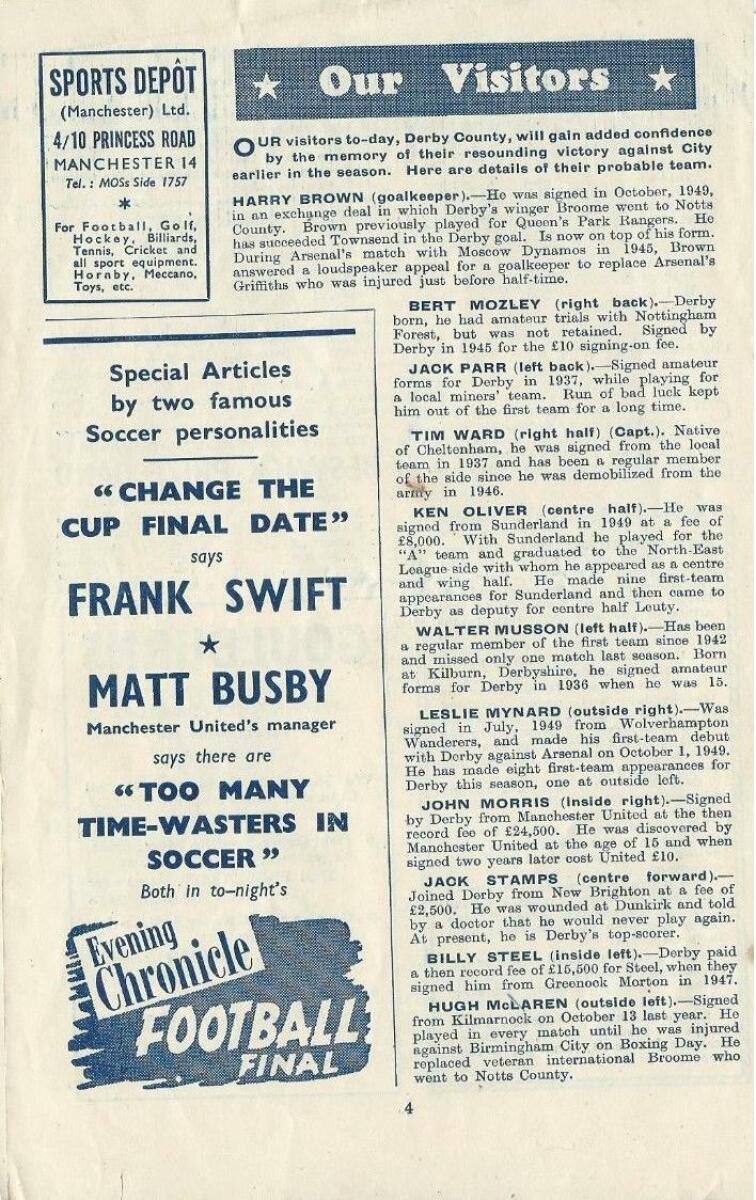 SPORTS DEPÔT
(Manchester) Ltd.
4/10 PRINCESS ROAD
MANCHESTER 14
Tel. : MOSs Side 1757
*
For Football, Golf,
Hockey, Billiards,
Tennis, Cricket and
all sport equipment.
Hornby, Meccano,
Toys, etc.
★ Our Visitors ★
OUR visitors to-day, Derby County, will gain added confidence
by the memory of their resounding victory against City
earlier in the season. Here are details of their probable team.
HARRY BROWN (goalkeeper).—He was signed in October, 1949,
in an exchange deal in which Derby's winger Broome went to Notts
County. Brown previously played for Queen's Park Rangers. He
has succeeded Townsend in the Derby goal. Is now on top of his form.
During Arsenal's match with Moscow Dynamos in 1945, Brown
answered a loudspeaker appeal for a goalkeeper to replace Arsenal's
Griffiths who was injured just before half-time.
BERT MOZLEY (right back).—Derby
born, he had amateur trials with Nottingham
Forest, but was not retained. Signed by
Derby in 1945 for the £10 signing-on fee.
JACK PARR (left back).—Signed amateur
forms for Derby in 1937, while playing for
a local miners' team. Run of bad luck kept
him out of the first team for a long time.
TIM WARD (right half) (Capt.). Native
of Cheltenham, he was signed from the local
team in 1937 and has been a regular member
of the side since he was demobilized from the
army in 1946.
KEN OLIVER (centre half).—He was
signed from Sunderland in 1949 at a fee of
£8,000. With Sunderland he played for the
"A" team and graduated to the North-East
League side with whom he appeared as a centre
and wing half. He made nine first-team
appearances for Sunderland and then came to
Derby as deputy for centre half Leuty.
WALTER MUSSON (left half).—Has been
a regular member of the first team since 1942
and missed only one match last season. Born
at Kilburn, Derbyshire, he signed amateur
forms for Derby in 1936 when he was 15.
LESLIE MYNARD (outside right).—Was
signed in July, 1949 from Wolverhampton
Wanderers, and made his first-team debut
with Derby against Arsenal on October 1, 1949.
He has made eight first-team appearances for
Derby this season, one at outside left.
JOHN MORRIS (inside right).—Signed
by Derby from Manchester United at the then
record fee of £24,500. He was discovered by
Manchester United at the age of 15 and when
signed two years later cost United £10.
JACK STAMPS (centre forward).—
Joined Derby from New Brighton at a fee of
£2,500. He was wounded at Dunkirk and told
by a doctor that he would never play again.
At present, he is Derby's top-scorer.
BILLY STEEL (inside left).—Derby paid
a then record fee of £15,500 for Steel, when they
signed him from Greenock Morton in 1947.
HUGH McLAREN (outside left).—Signed
from Kilmarnock on October 13 last year. He
played in every match until he was injured
against Birmingham City on Boxing Day. He
replaced veteran international Broome who
went to Notts County.
Special Articles
by two famous
Soccer personalities
"CHANGE THE
CUP FINAL DATE"
says
FRANK SWIFT
★
MATT BUSBY
Manchester United's manager
says there are
"TOO MANY
TIME-WASTERS IN
SOCCER"
Both in to-night's
Evening
Chronicle
FOOTBALL
FINAL
4